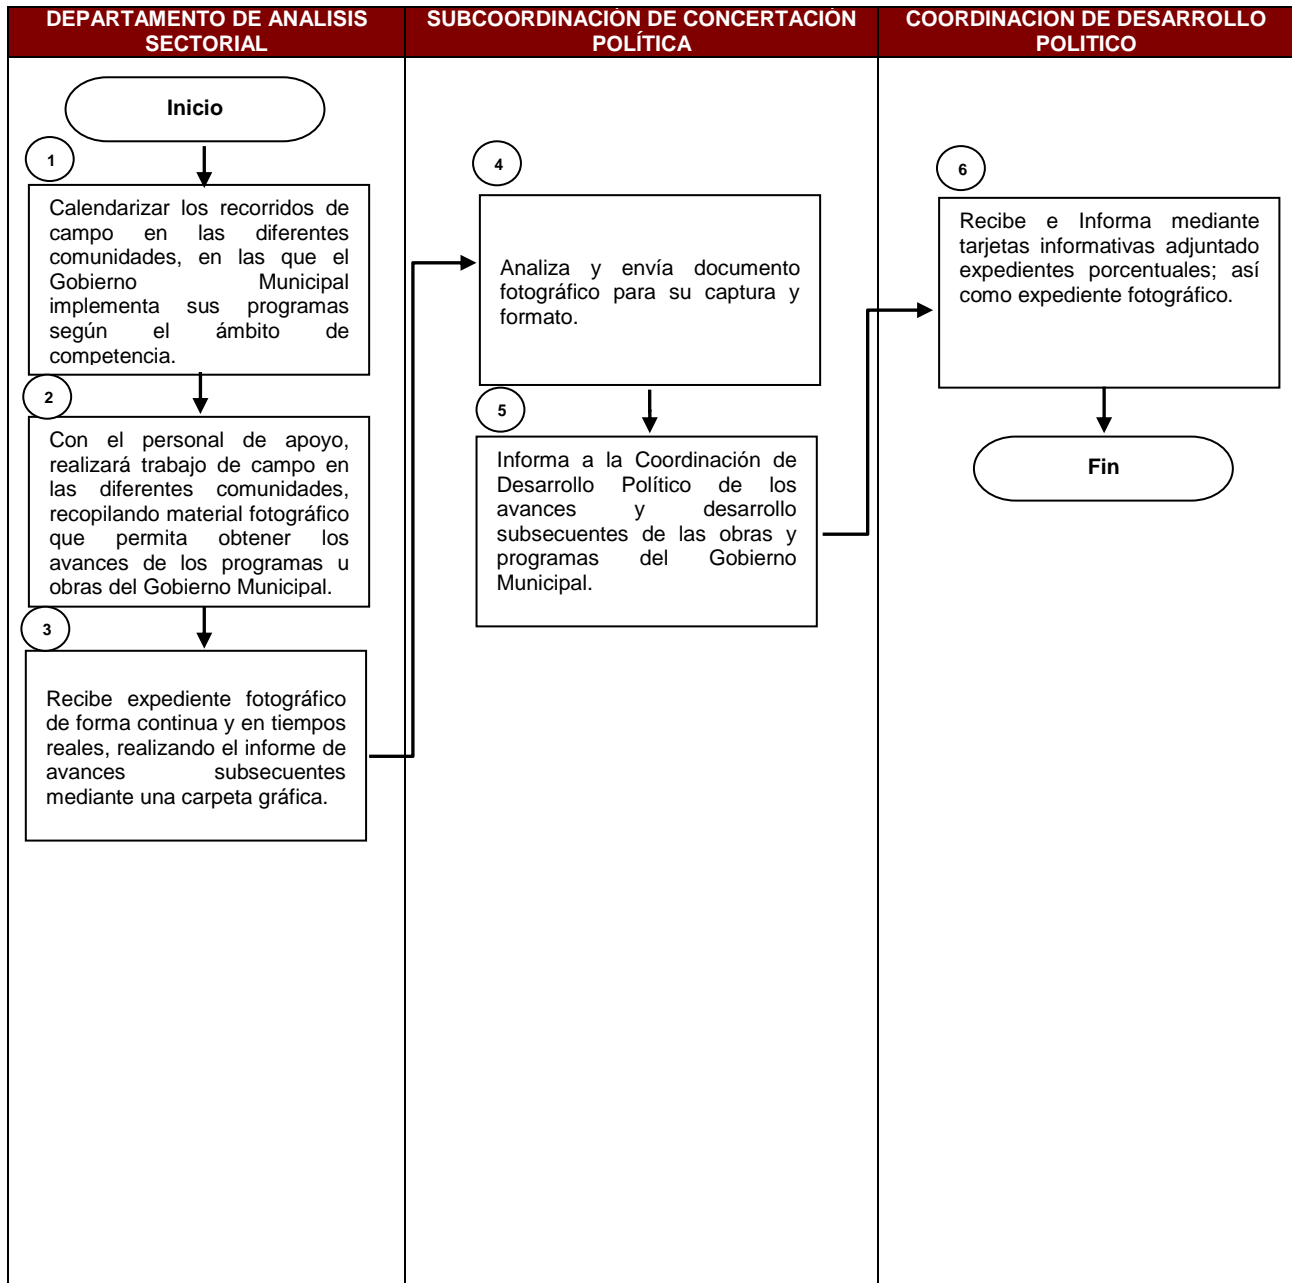 DEPARTAMENTO DE ANALISIS
SECTORIAL
SUBCOORDINACIÓN DE CONCERTACIÓN
POLÍTICA
COORDINACION DE DESARROLLO
POLITICO
Inicio
1
Calendarizar los recorridos de
campo en las diferentes
comunidades, en las que el
Gobierno Municipal
implementa sus programas
según el ámbito de
competencia.
2
Con el personal de apoyo,
realizará trabajo de campo en
las diferentes comunidades,
recopilando material fotográfico
que permita obtener los
avances de los programas u
obras del Gobierno Municipal.
3
Recibe expediente fotográfico
de forma continua y en tiempos
reales, realizando el informe de
avances subsecuentes
mediante una carpeta gráfica.
4
Analiza y envía documento
fotográfico para su captura y
formato.
5
Informa a la Coordinación de
Desarrollo Político de los
avances y desarrollo
subsecuentes de las obras y
programas del Gobierno
Municipal.
6
Recibe e Informa mediante
tarjetas informativas adjuntado
expedientes porcentuales; así
como expediente fotográfico.
Fin